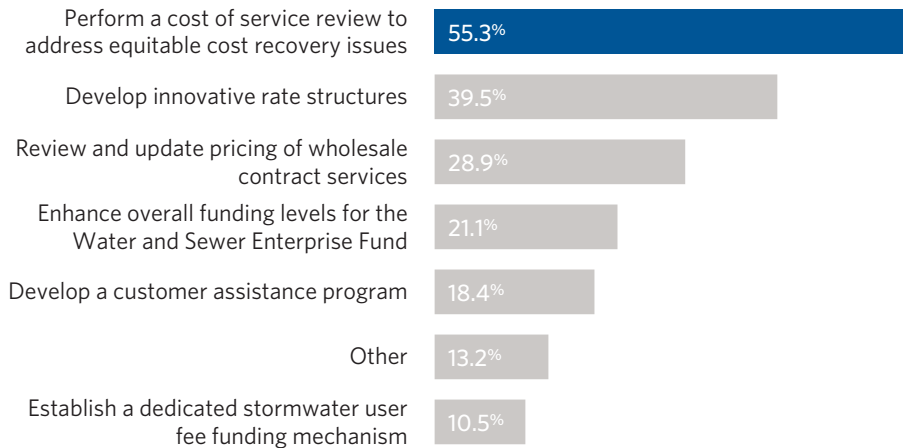 Perform a cost of service review to
address equitable cost recovery issues
55.3%
Develop innovative rate structures
39.5%
Review and update pricing of wholesale
contract services
28.9%
Enhance overall funding levels for the
Water and Sewer Enterprise Fund
21.1%
Develop a customer assistance program
18.4%
Other
13.2%
Establish a dedicated stormwater user
fee funding mechanism
10.5%